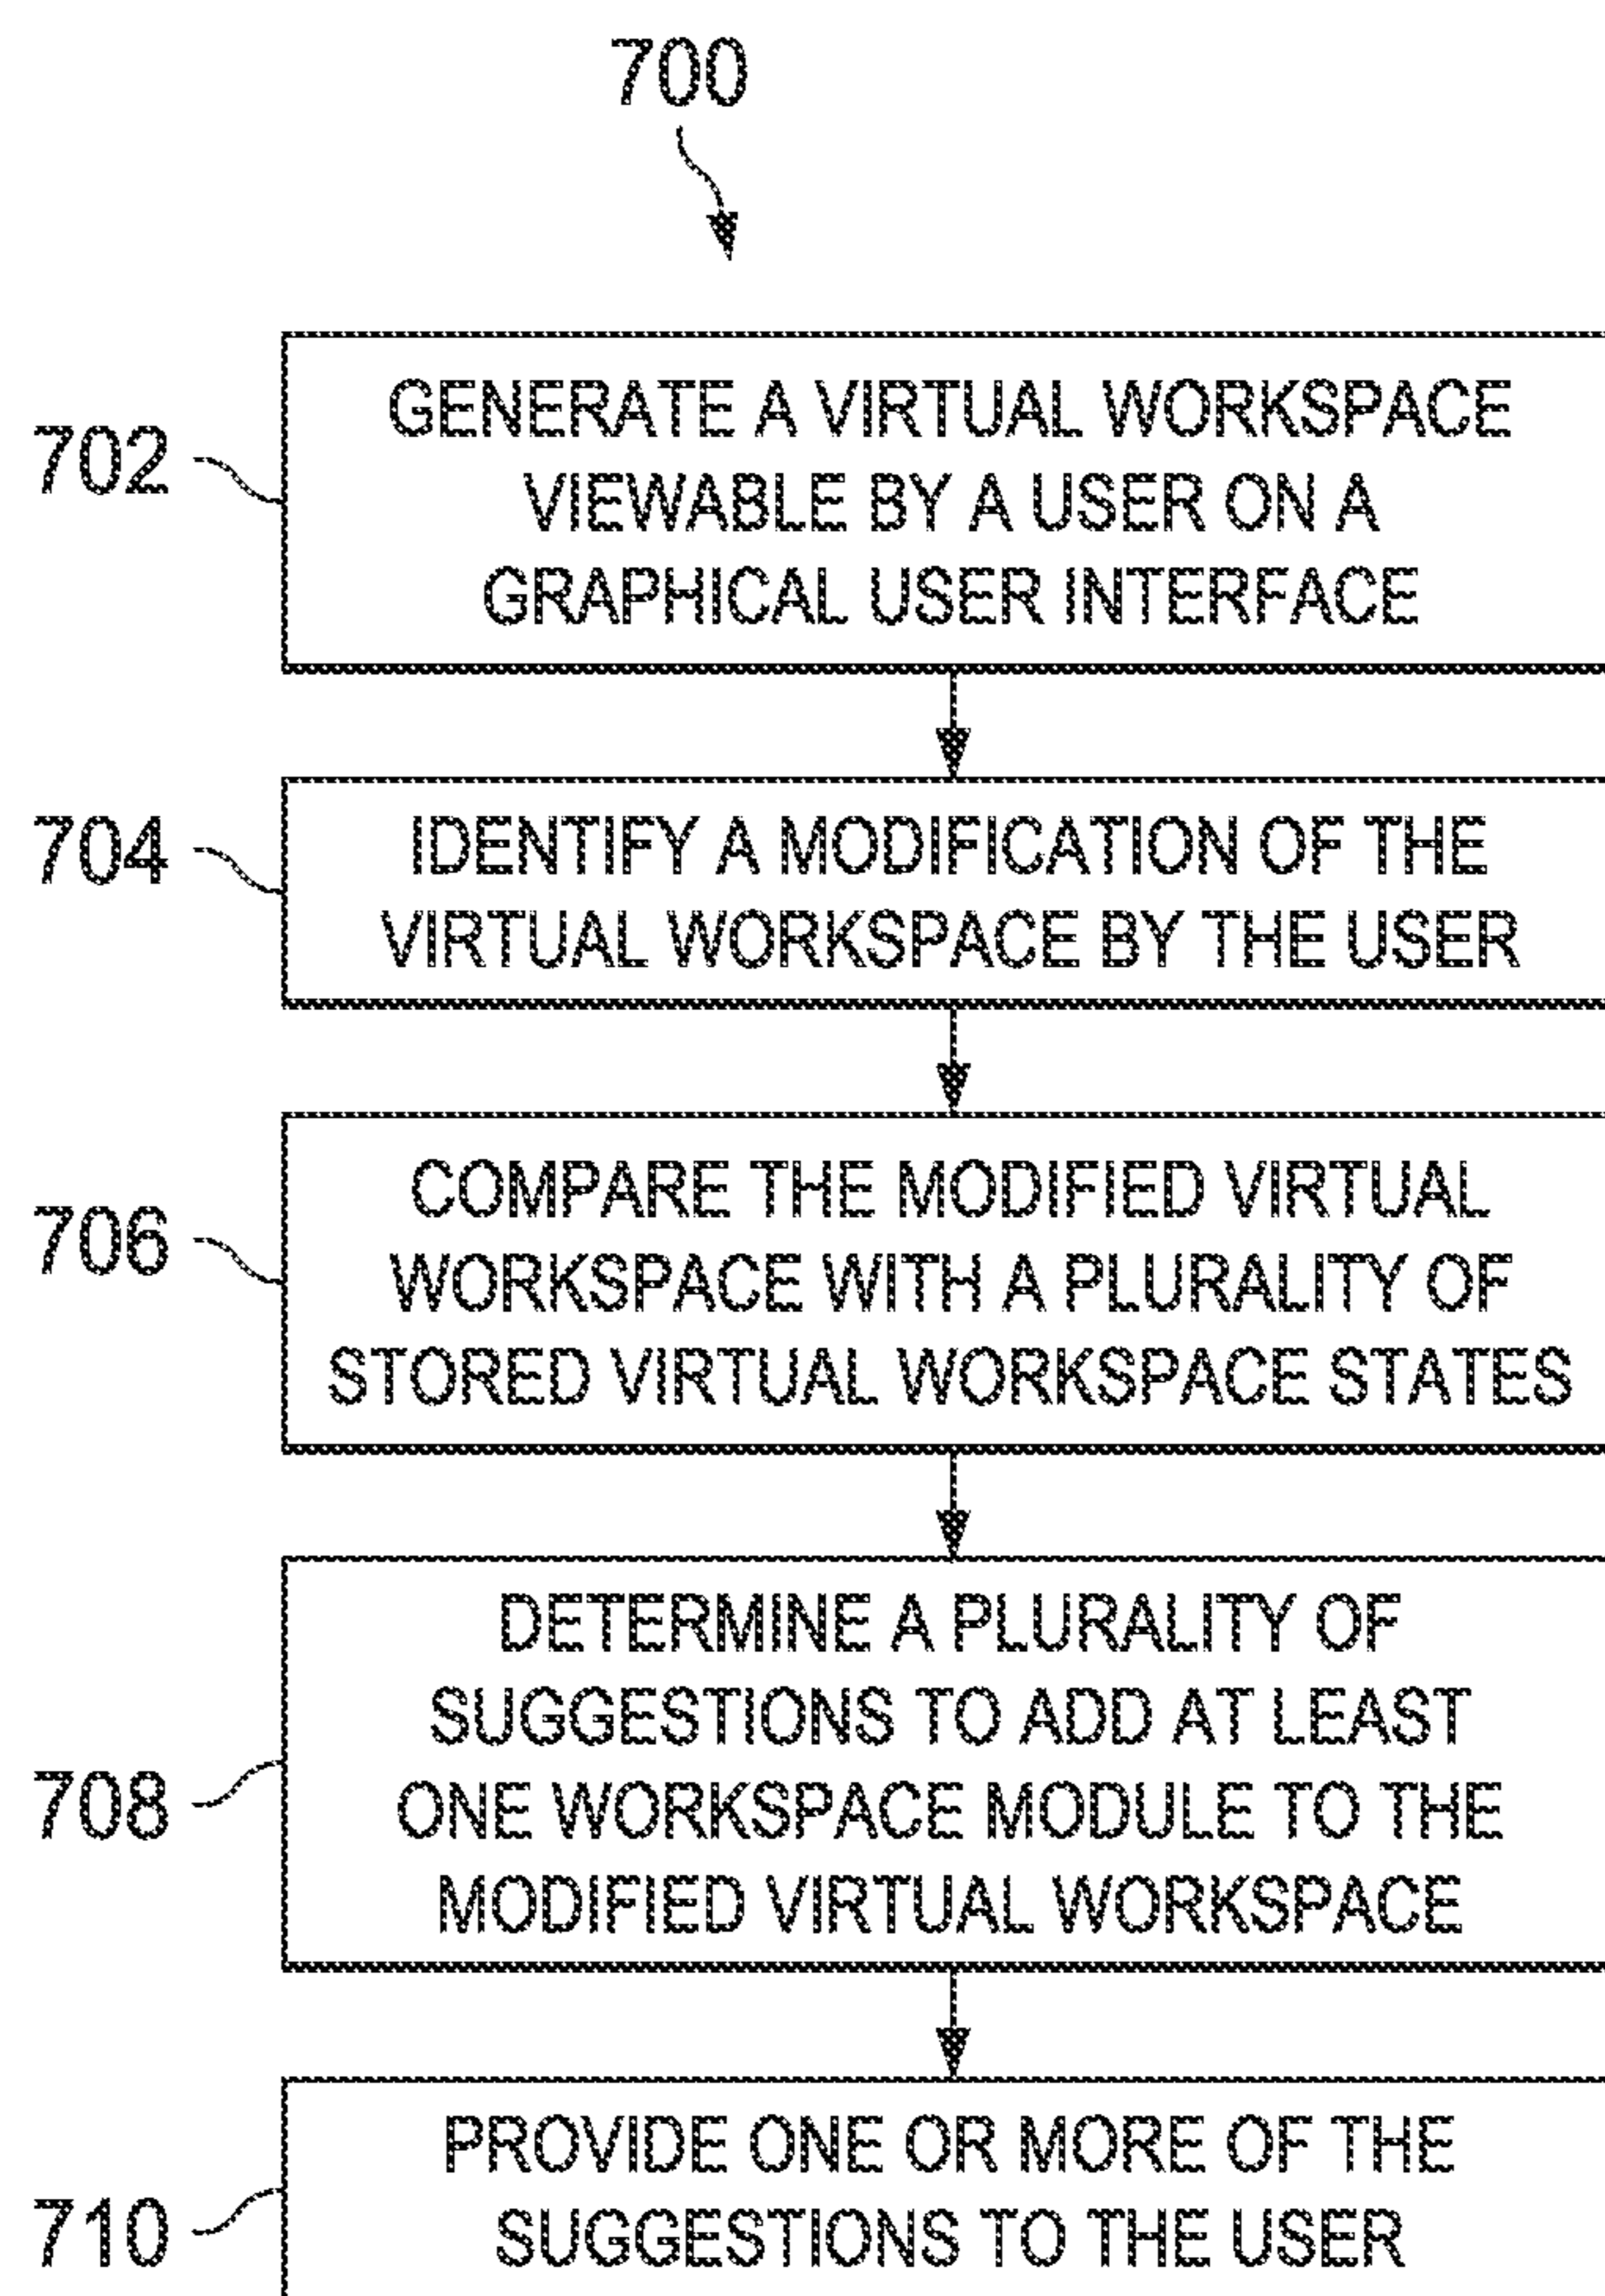 700
702
GENERATE A VIRTUAL WORKSPACE
VIEWABLE BY A USER ON A
GRAPHICAL USER INTERFACE
704
IDENTIFY A MODIFICATION OF THE
VIRTUAL WORKSPACE BY THE USER
706
COMPARE THE MODIFIED VIRTUAL
WORKSPACE WITH A PLURALITY OF
STORED VIRTUAL WORKSPACE STATES
708
DETERMINE A PLURALITY OF
SUGGESTIONS TO ADD AT LEAST
ONE WORKSPACE MODULE TO THE
MODIFIED VIRTUAL WORKSPACE
710
PROVIDE ONE OR MORE OF THE
SUGGESTIONS TO THE USER